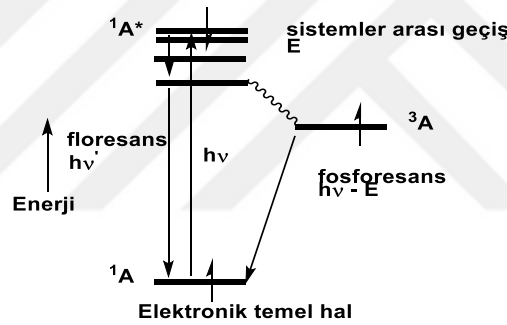 ¹A*
sistemler arası geçiş
E
floresans
hν'
hν
³A
fosforesans
hν - E
Enerji
¹A
Elektronik temel hal